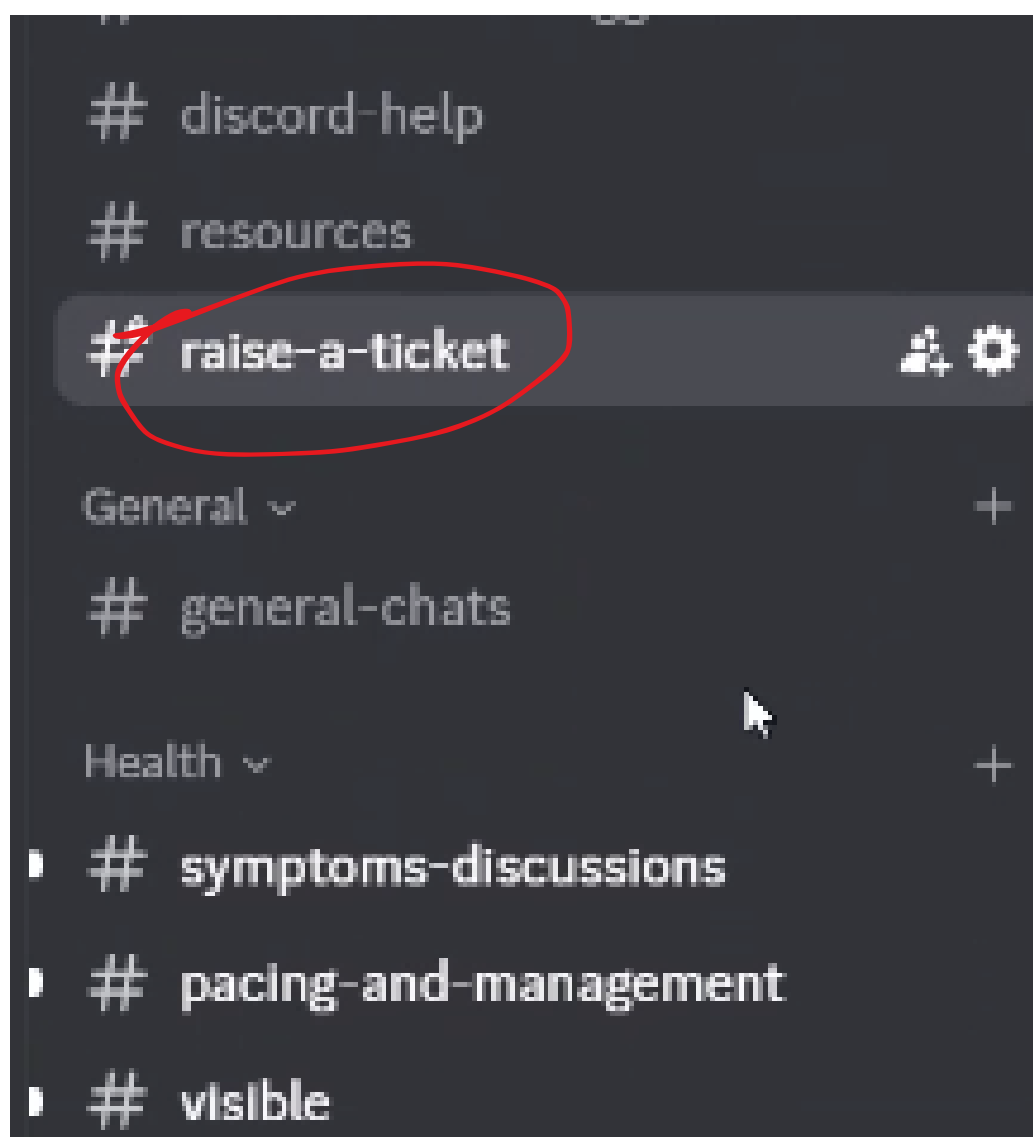 # discord-help
# resources
# raise-a-ticket
General
# general-chats
Health
# symptoms-discussions
# pacing-and-management
# visible